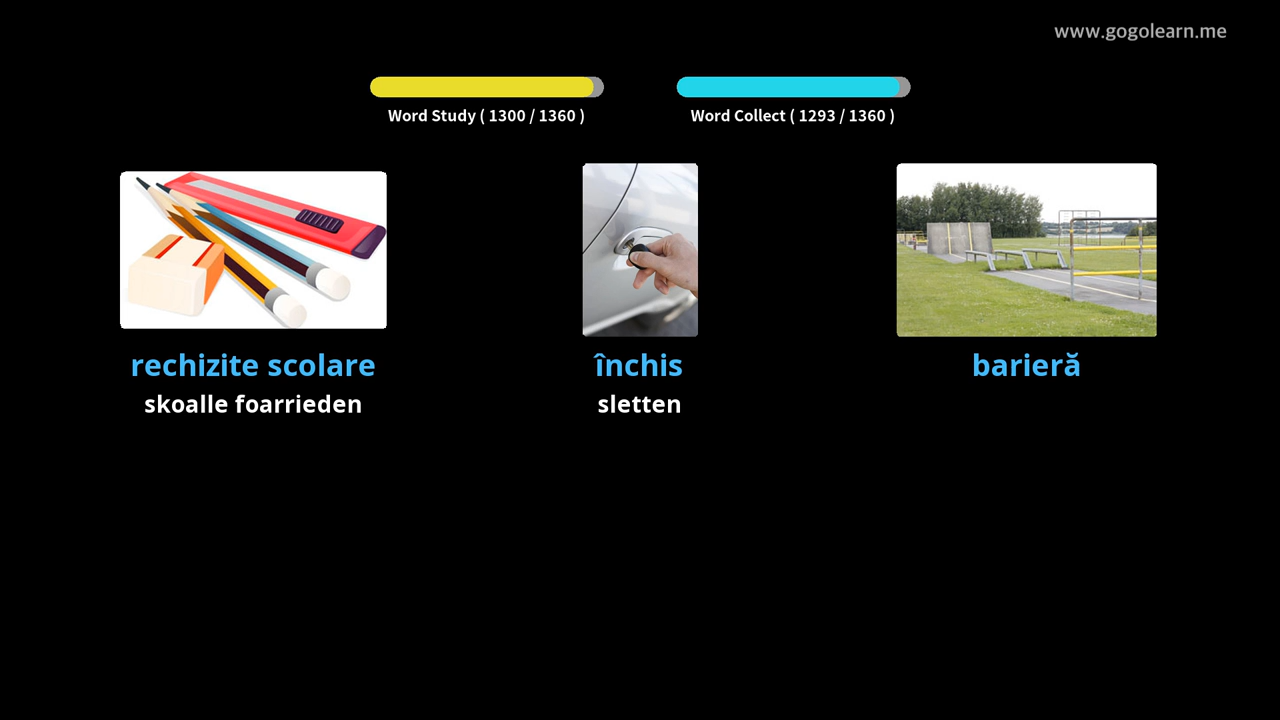 www.gogolearn.me
Word Study ( 1300 / 1360 )
Word Collect ( 1293 / 1360 )
rechizite scolare
skoalle foarrieden
închis
sletten
barieră